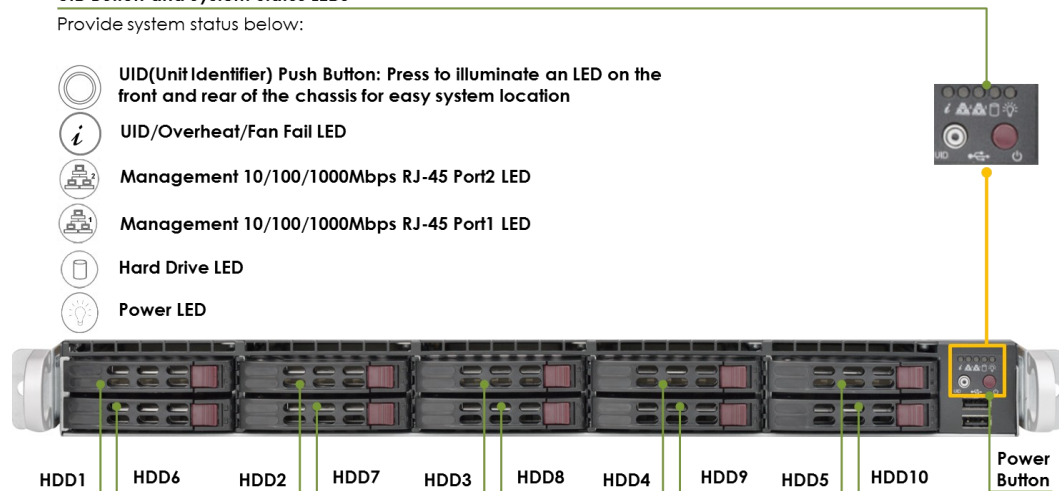 Provide system status below:
UID(Unit Identifier) Push Button: Press to illuminate an LED on the
front and rear of the chassis for easy system location
i
UID/Overheat/Fan Fail LED
2
Management 10/100/1000Mbps RJ-45 Port2 LED
1
Management 10/100/1000Mbps RJ-45 Port1 LED
Hard Drive LED
Power LED
i
UID
UID
HDD1
HDD6
HDD2
HDD7
HDD3
HDD8
HDD4
HDD9
HDD5
HDD10
Power
Button